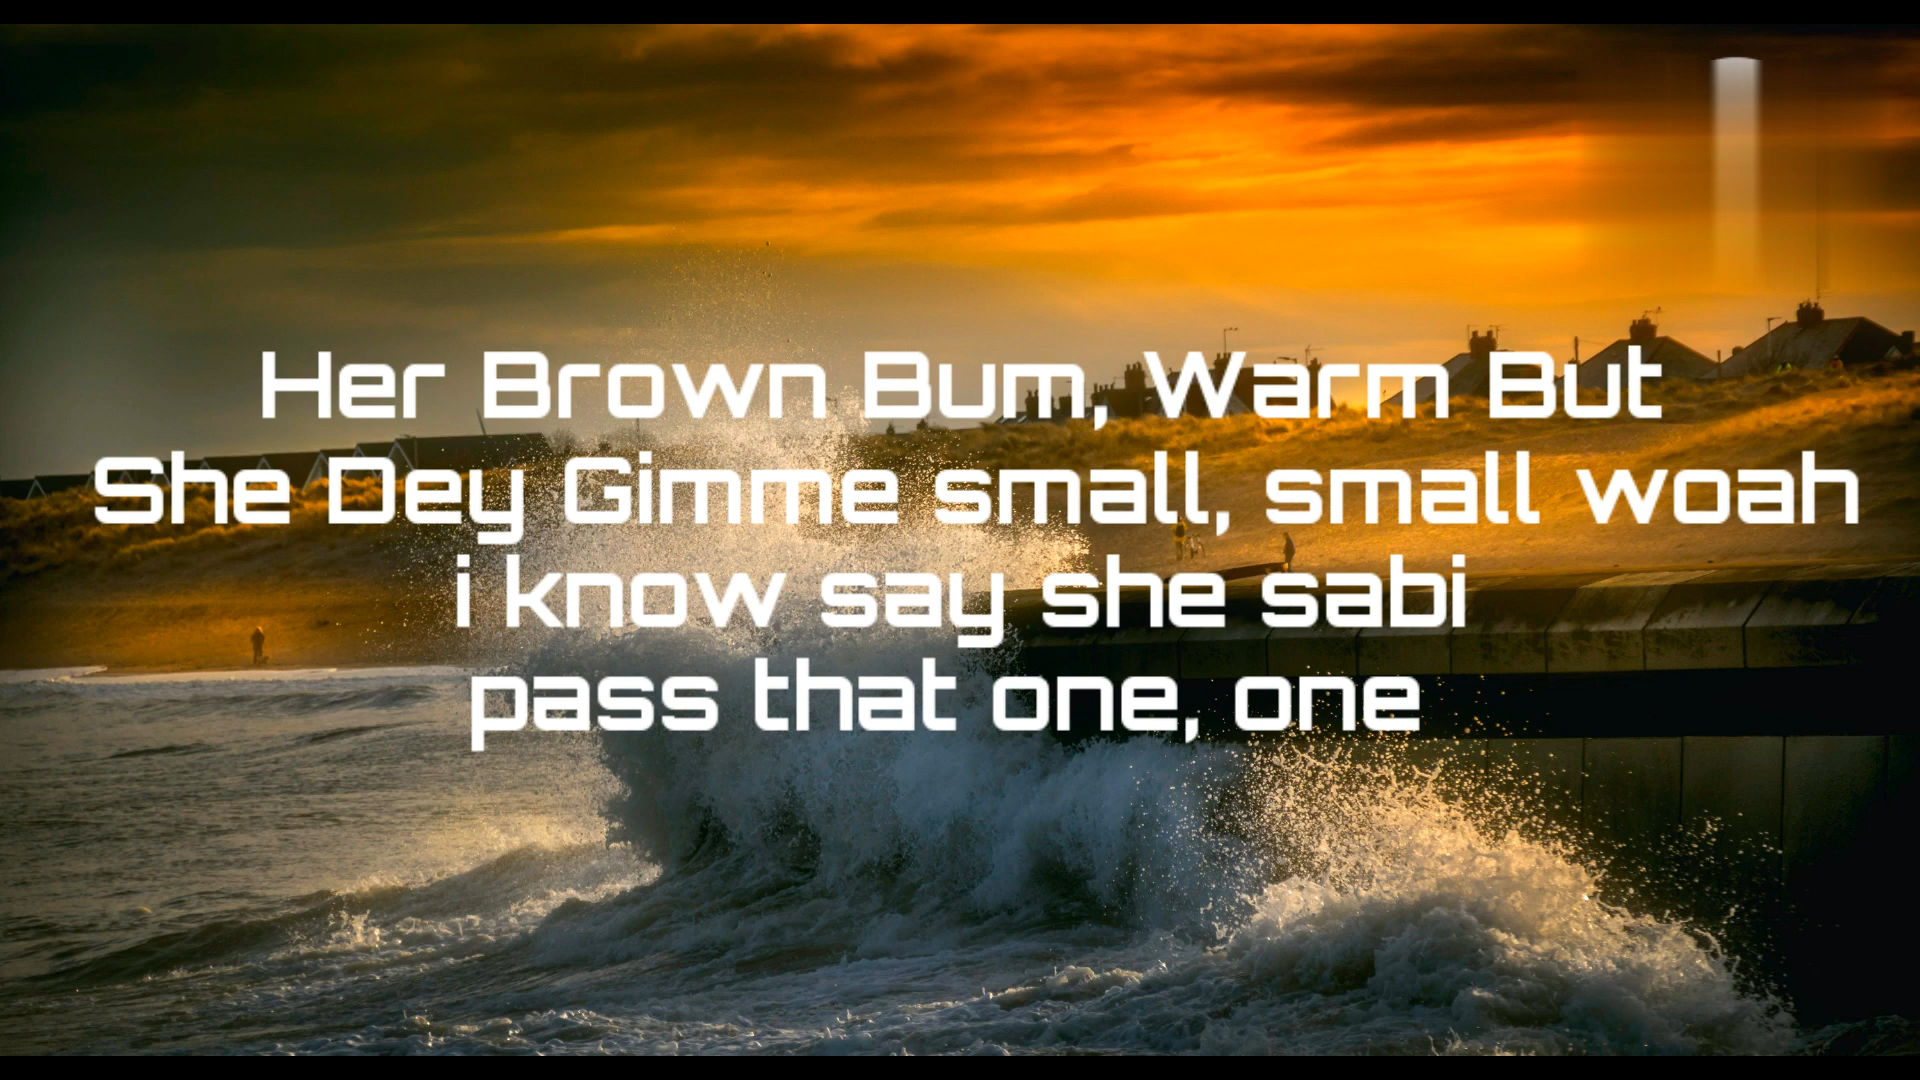 Her Brown Bum, Warm But
She Dey Gimme small, small woah
i know say she sabi
pass that one, one